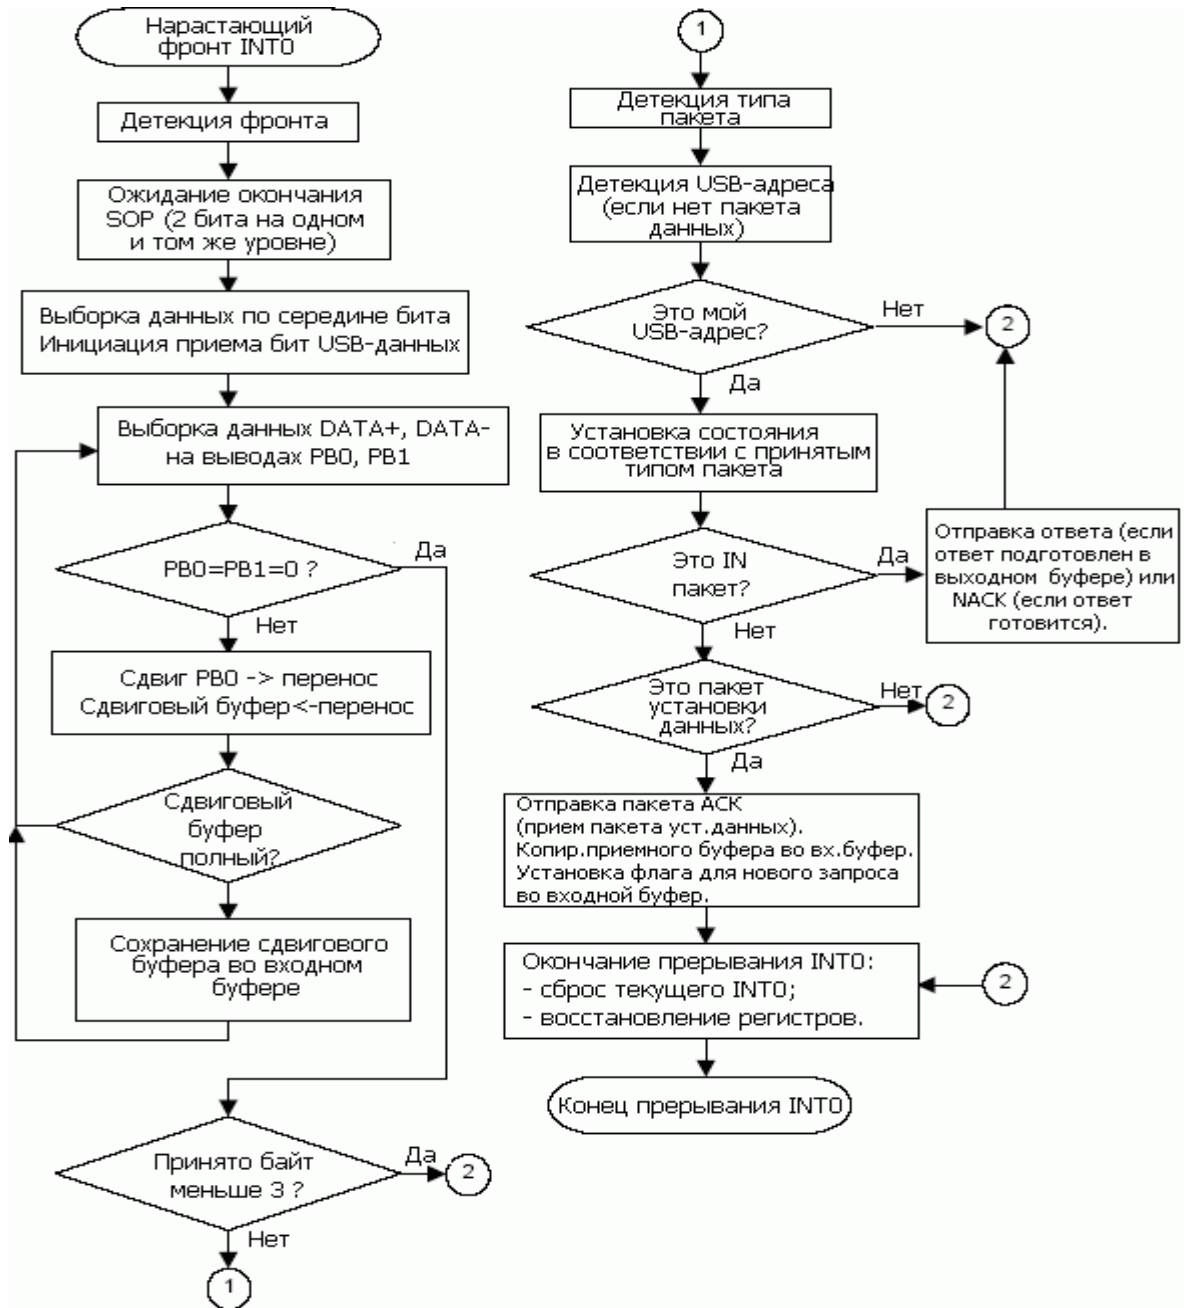 Нарастающий
фронт INT0
Детекция фронта
Ожидание окончания
SOP (2 бита на одном
и том же уровне)
Выборка данных по середине бита
Инициация приема бит USB-данных
Выборка данных DATA+, DATA-
на выводах PB0, PB1
PB0=PB1=0 ?
Да
Нет
Сдвиг PB0 -> перенос
Сдвиговый буфер<-перенос
Сдвиговый
буфер
полный?
Сохранение сдвигового
буфера во входном
буфере
Принято байт
меньше 3 ?
Да
2
Нет
1
1
Детекция типа
пакета
Детекция USB-адреса
(если нет пакета
данных)
Это мой
USB-адрес?
Нет
2
Да
Установка состояния
в соответствии с принятым
типом пакета
Это IN
пакет?
Да
Отправка ответа (если
ответ подготовлен в
выходном буфере) или
NACK (если ответ
готовится).
Нет
Это пакет
установки
данных?
Нет
2
Да
Отправка пакета ACK
(прием пакета уст.данных).
Копир.приемного буфера во вх.буфер.
Установка флага для нового запроса
во входной буфер.
Окончание прерывания INT0:
- сброс текущего INT0;
- восстановление регистров.
2
Конец прерывания INT0